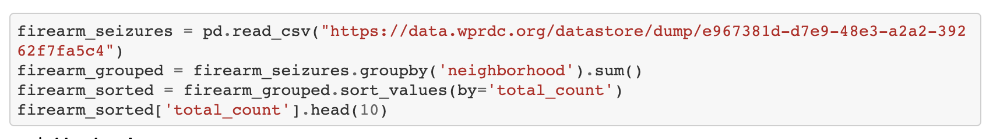 firearm_seizures = pd.read_csv("https://data.wprdc.org/datastore/dump/e967381d-d7e9-48e3-a2a2-392
62f7fa5c4")
firearm_grouped = firearm_seizures.groupby('neighborhood').sum()
firearm_sorted = firearm_grouped.sort_values(by='total_count')
firearm_sorted['total_count'].head(10)